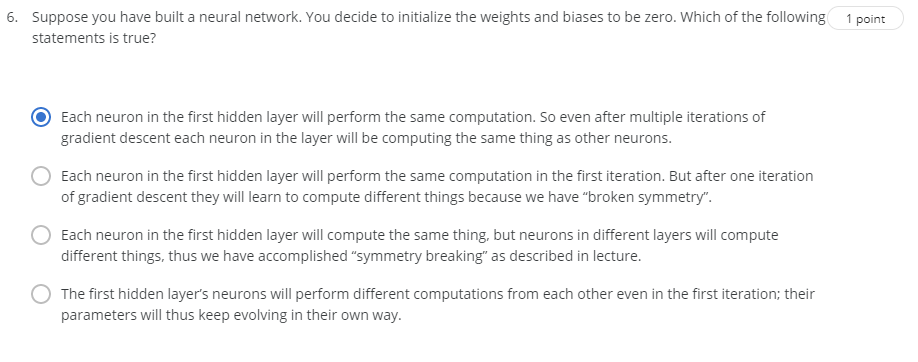 6. Suppose you have built a neural network. You decide to initialize the weights and biases to be zero. Which of the following 1 point
statements is true?
Each neuron in the first hidden layer will perform the same computation. So even after multiple iterations of
gradient descent each neuron in the layer will be computing the same thing as other neurons.
Each neuron in the first hidden layer will perform the same computation in the first iteration. But after one iteration
of gradient descent they will learn to compute different things because we have “broken symmetry”.
Each neuron in the first hidden layer will compute the same thing, but neurons in different layers will compute
different things, thus we have accomplished “symmetry breaking” as described in lecture.
The first hidden layer’s neurons will perform different computations from each other even in the first iteration; their
parameters will thus keep evolving in their own way.